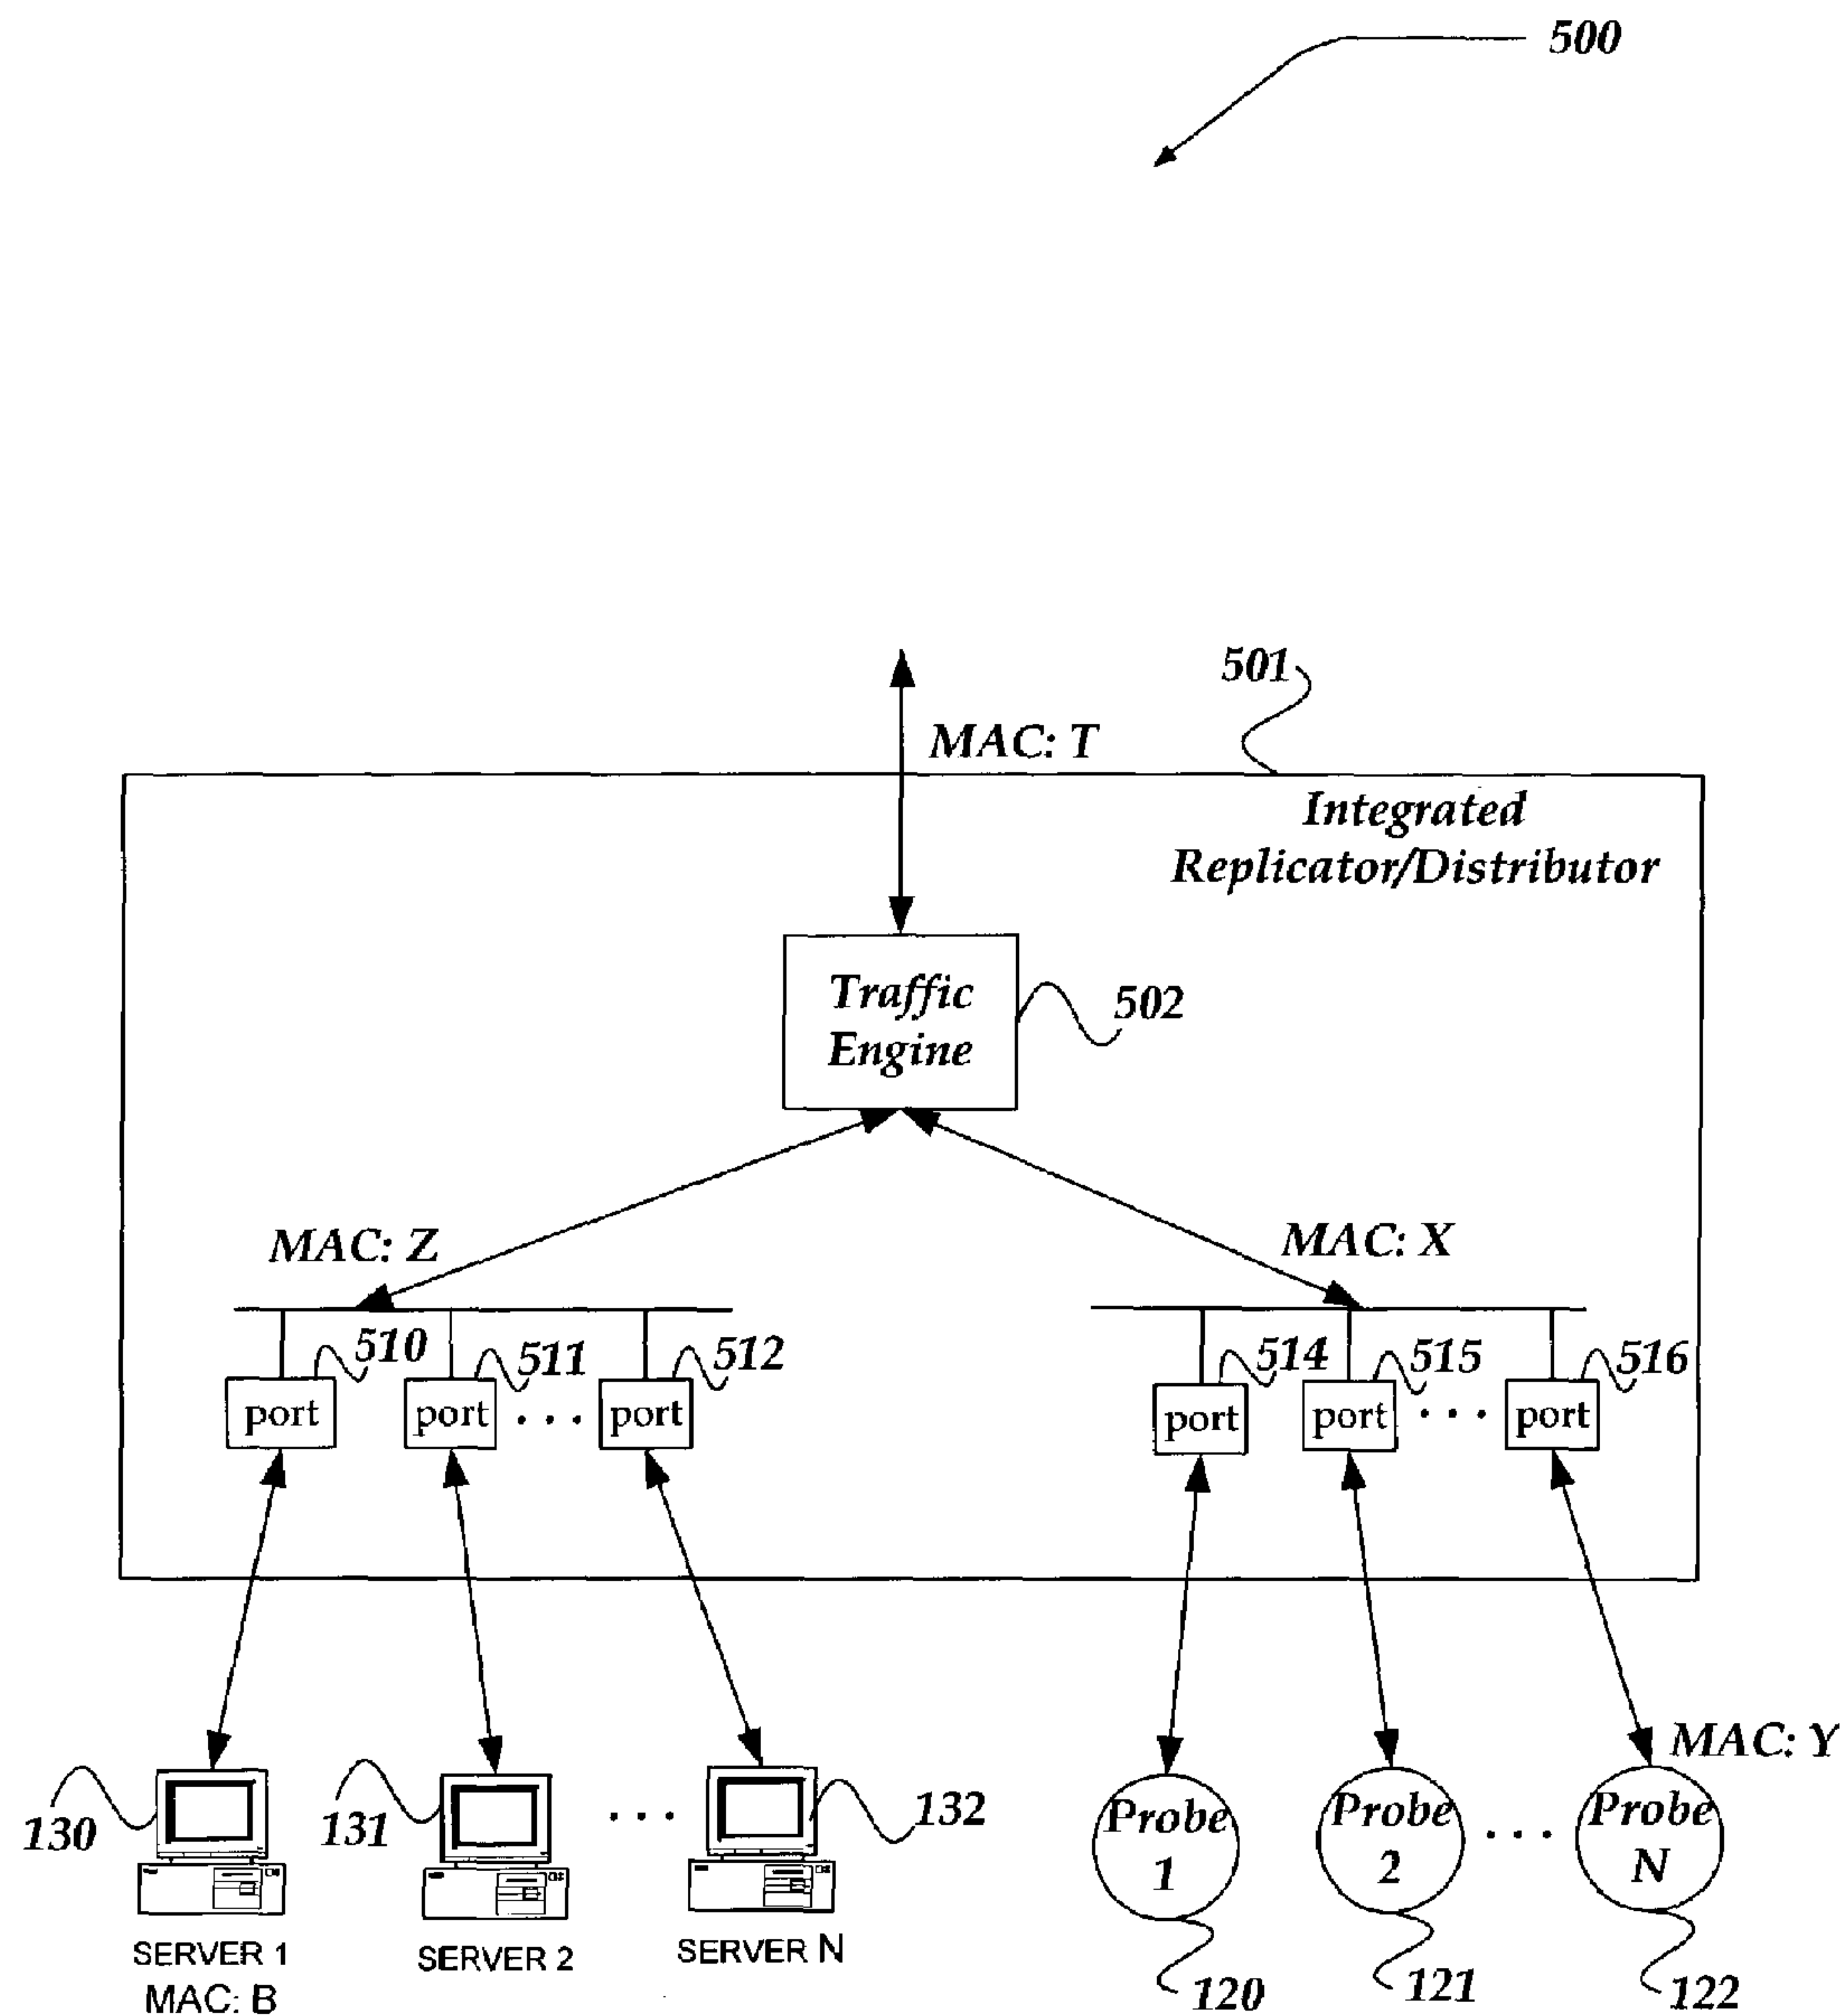 500
501
MAC: T
Integrated
Replicator/Distributor
Traffic
Engine
502
MAC: Z
MAC: X
510
511
512
514
515
516
port
port
...
port
port
port
...
port
MAC: Y
130
131
...
132
Probe
1
Probe
2
...
Probe
N
SERVER 1
MAC: B
SERVER 2
SERVER N
120
121
122